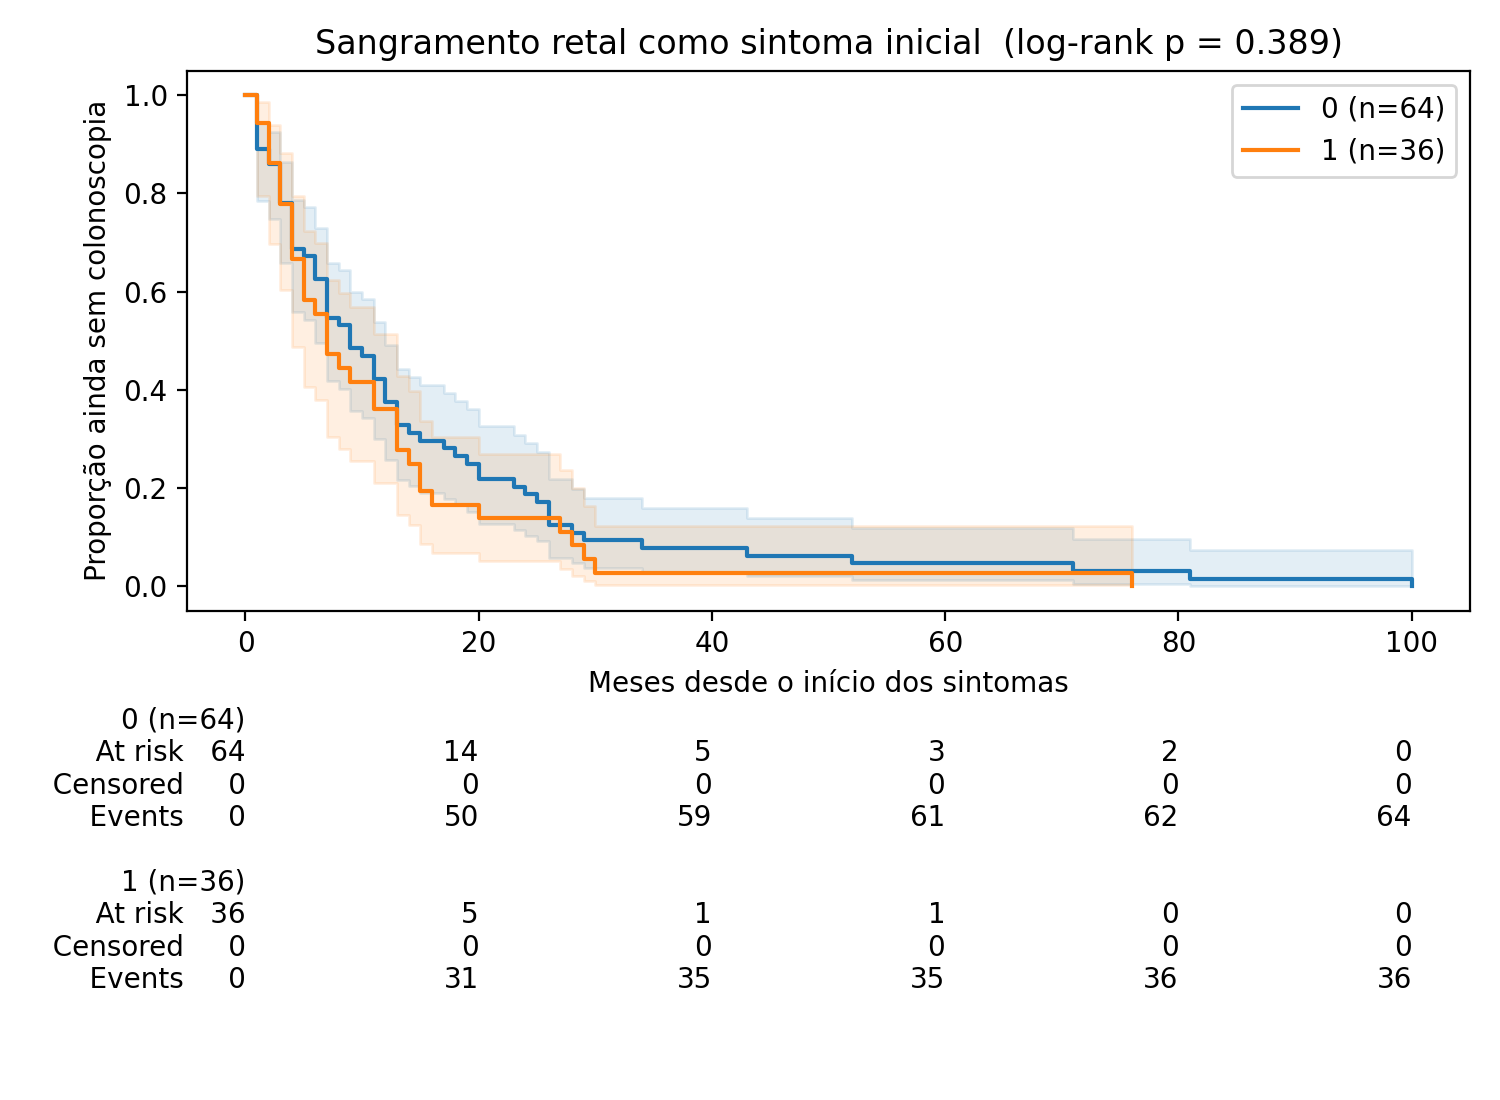 Sangramento retal como sintoma inicial  (log-rank p = 0.389)
Proporção ainda sem colonoscopia
1.0
0.8
0.6
0.4
0.2
0.0
0 (n=64)
1 (n=36)
0 20 40 60 80 100
Meses desde o início dos sintomas
0 (n=64)
At risk 64 14 5 3 2 0
Censored 0 0 0 0 0 0
Events 0 50 59 61 62 64
1 (n=36)
At risk 36 5 1 1 0 0
Censored 0 0 0 0 0 0
Events 0 31 35 35 36 36